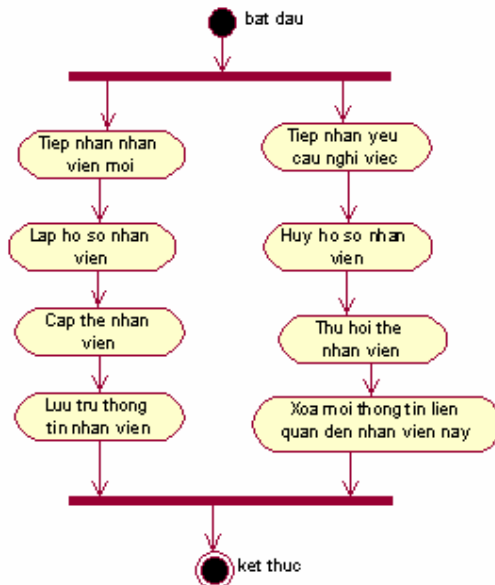 bat dau
Tiep nhan nhan
vien moi
Tiep nhan yeu
cau nghi viec
Lap ho so nhan
vien
Huy ho so nhan
vien
Cap the nhan
vien
Thu hoi the
nhan vien
Luu tru thong
tin nhan vien
Xoa moi thong tin lien
quan den nhan vien nay
ket thuc